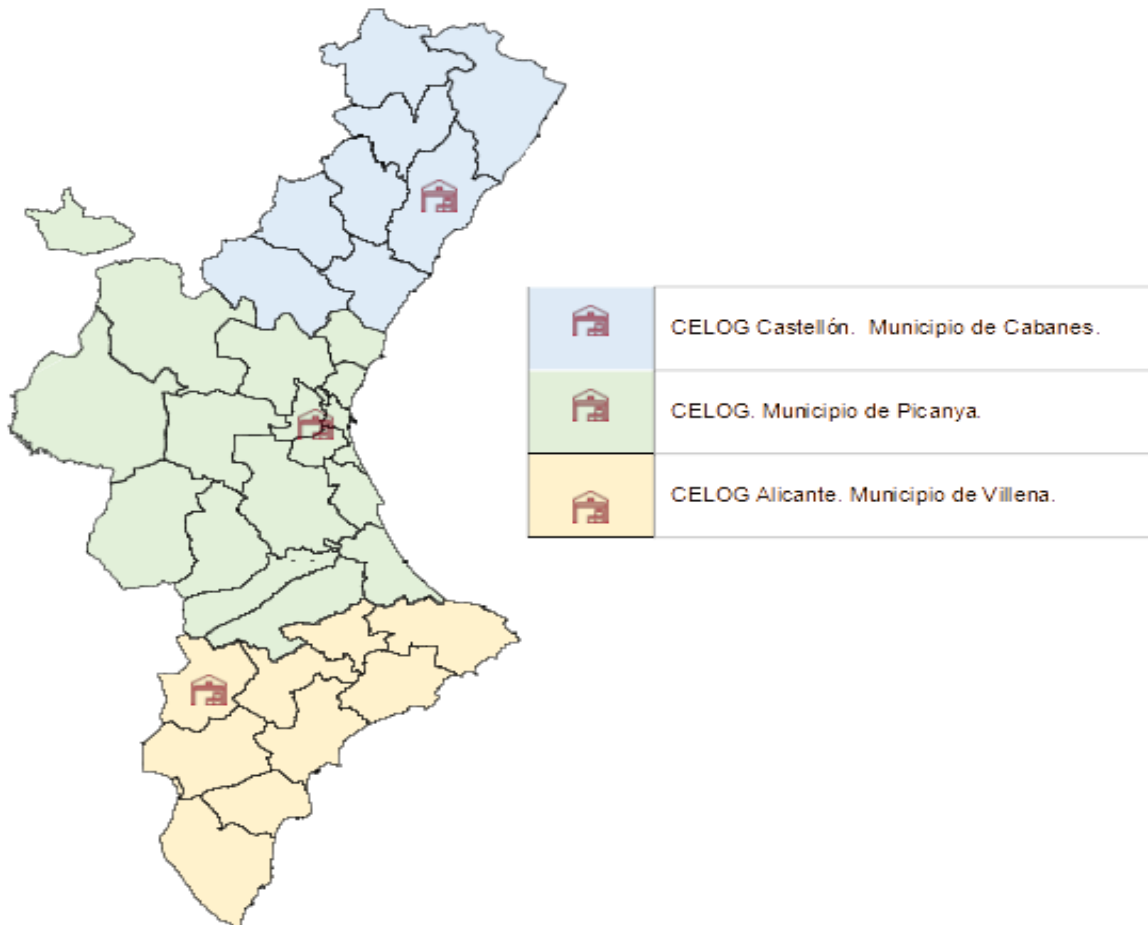 CELOG Castellón. Municipio de Cabanes.
CELOG. Municipio de Picanya.
CELOG Alicante. Municipio de Villena.